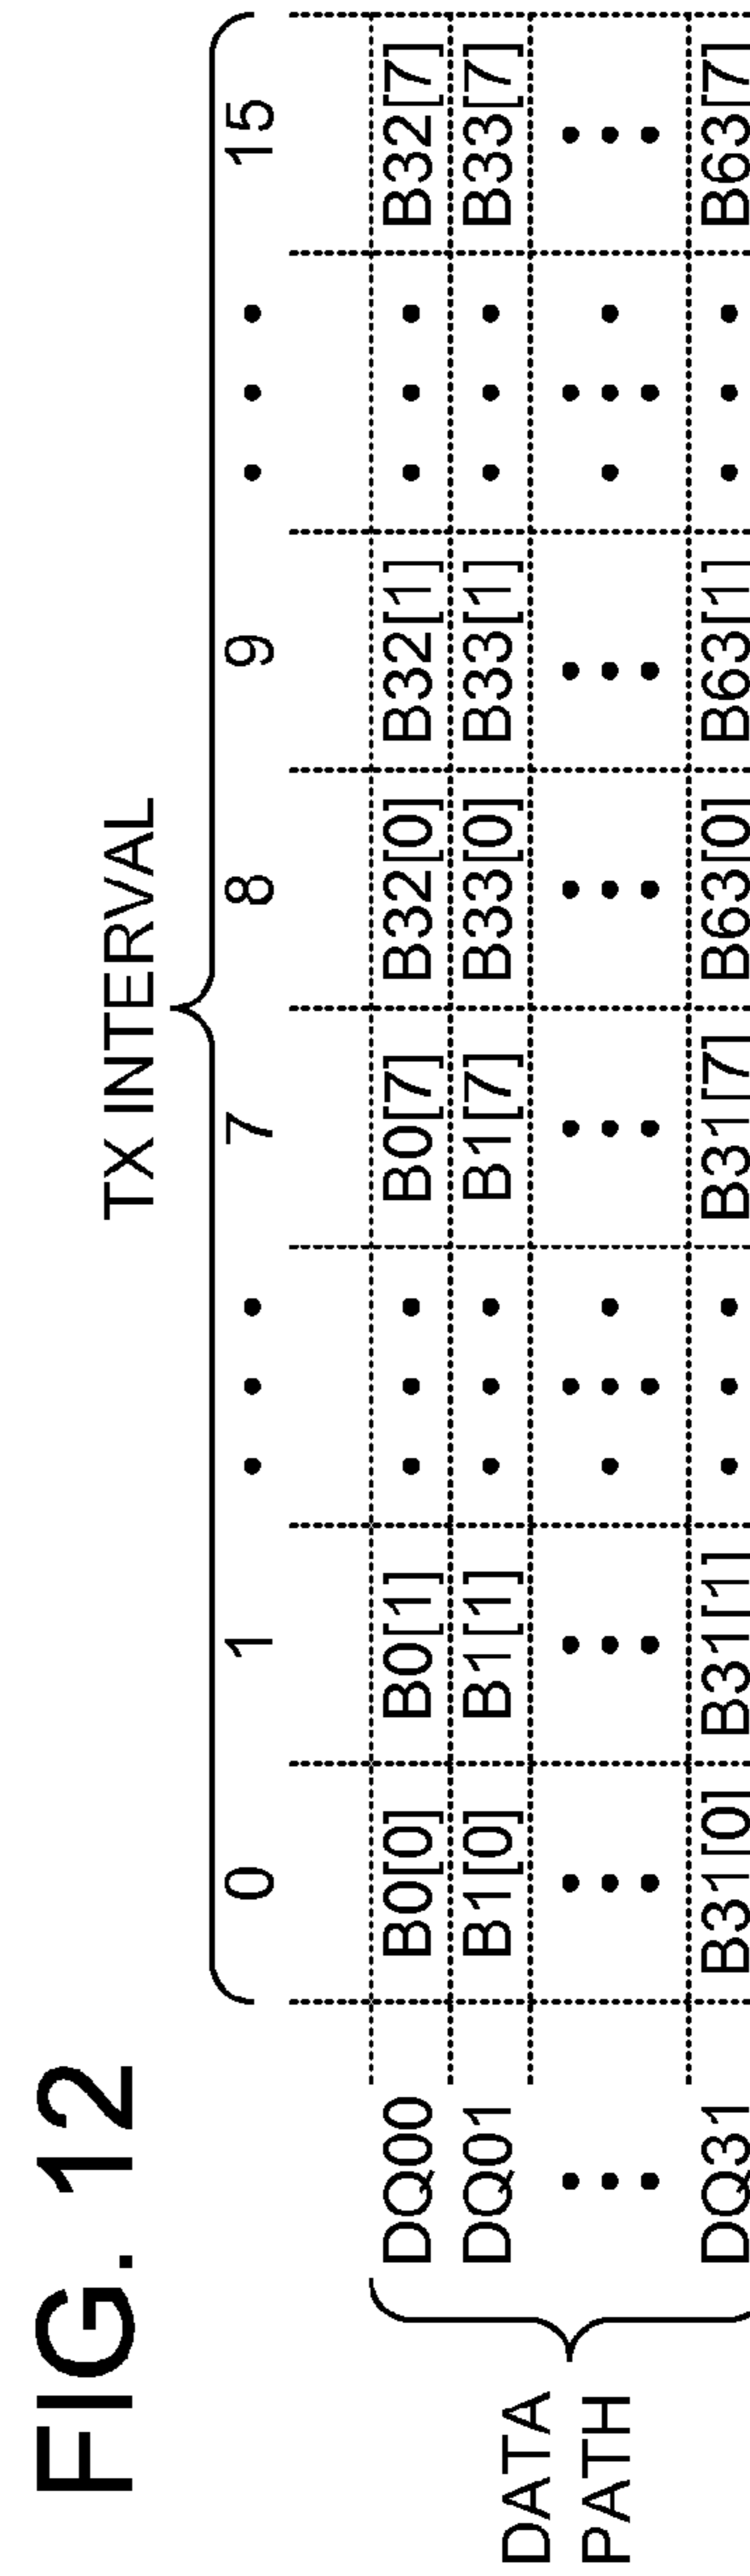 FIG. 12
TX INTERVAL
0 1 • • • 7 8 9 • • • 15
DATA PATH
DQ00 B0[0] B0[1] • • • B0[7] B32[0] B32[1] • • • B32[7]
DQ01 B1[0] B1[1] • • • B1[7] B33[0] B33[1] • • • B33[7]
DQ31 B31[0] B31[1] • • • B31[7] B63[0] B63[1] • • • B63[7]